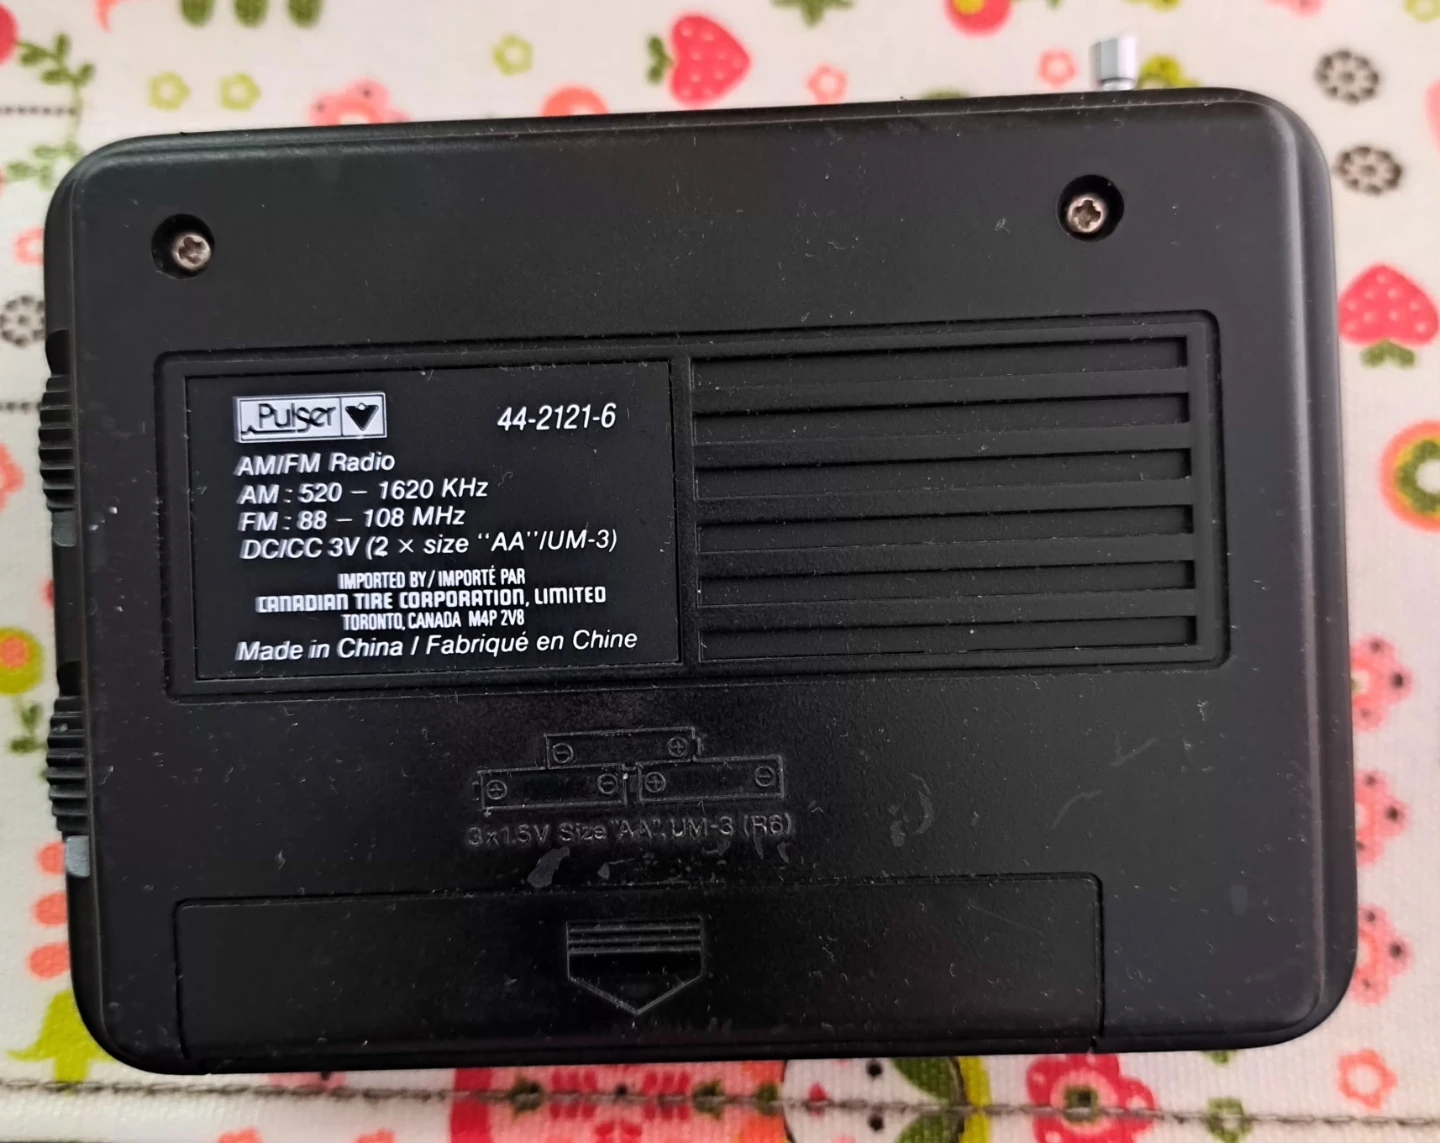 Pulser
44-2121-6
AM/FM Radio
AM : 520 – 1620 KHz
FM : 88 – 108 MHz
DC/CC 3V (2 × size "AA"/UM-3)
IMPORTED BY / IMPORTÉ PAR
CANADIAN TIRE CORPORATION, LIMITED
TORONTO, CANADA M4P 2V8
Made in China / Fabriqué en Chine
3x1.5V Size "AA", UM-3 (R6)